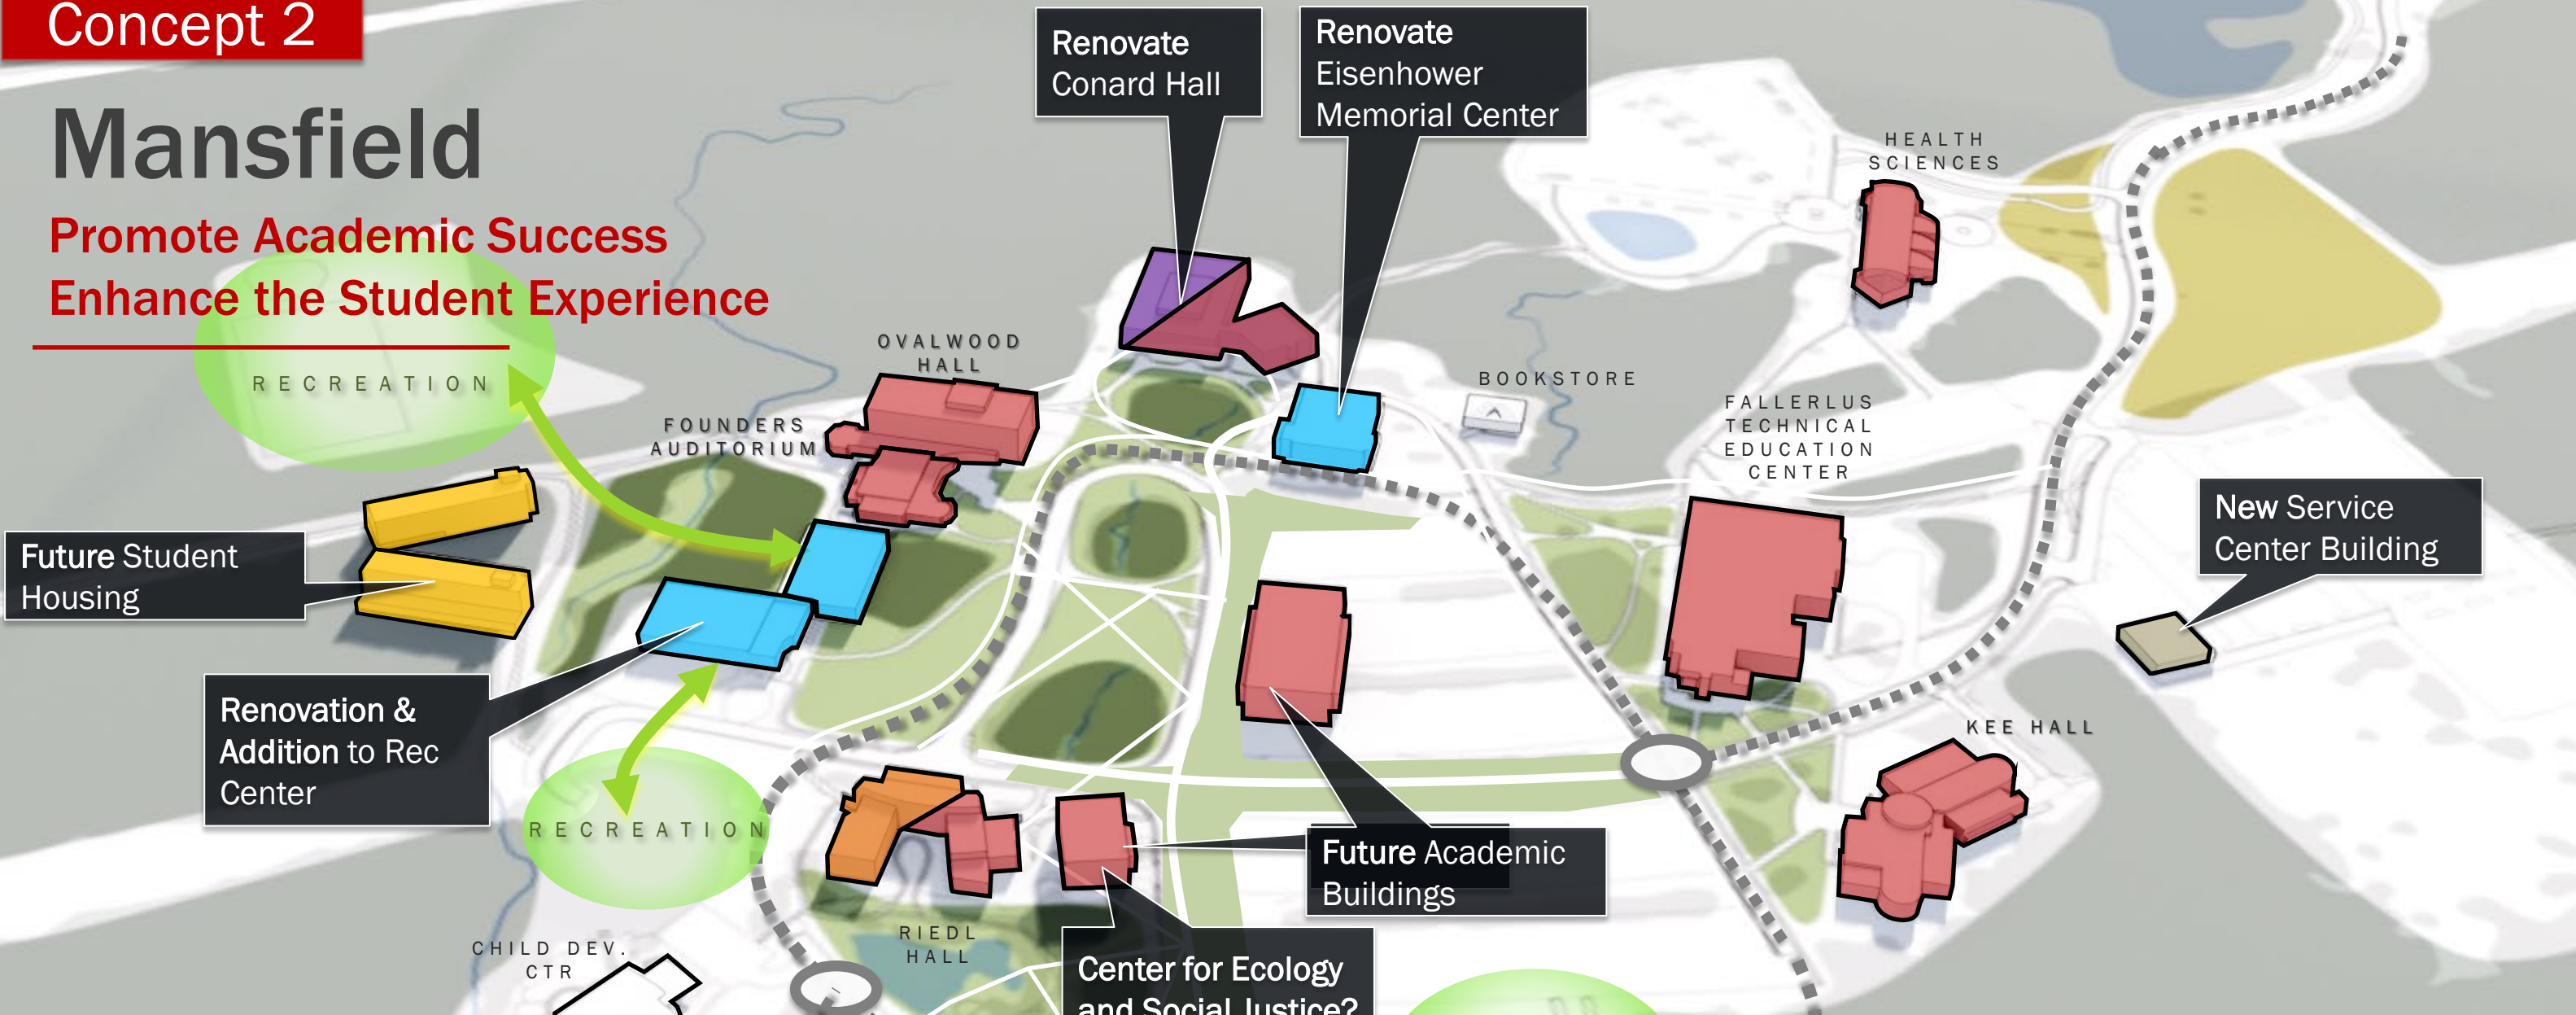 Concept 2
Mansfield
Promote Academic Success
Enhance the Student Experience
Renovate
Conard Hall
Renovate
Eisenhower
Memorial Center
HEALTH
SCIENCES
RECREATION
OVALWOOD
HALL
FOUNDERS
AUDITORIUM
BOOKSTORE
FALLERLUS
TECHNICAL
EDUCATION
CENTER
New Service
Center Building
Future Student
Housing
Renovation &
Addition to Rec
Center
KEE HALL
RECREATION
Future Academic
Buildings
RIEDL
HALL
CHILD DEV.
CTR
Center for Ecology
and Social Justice?